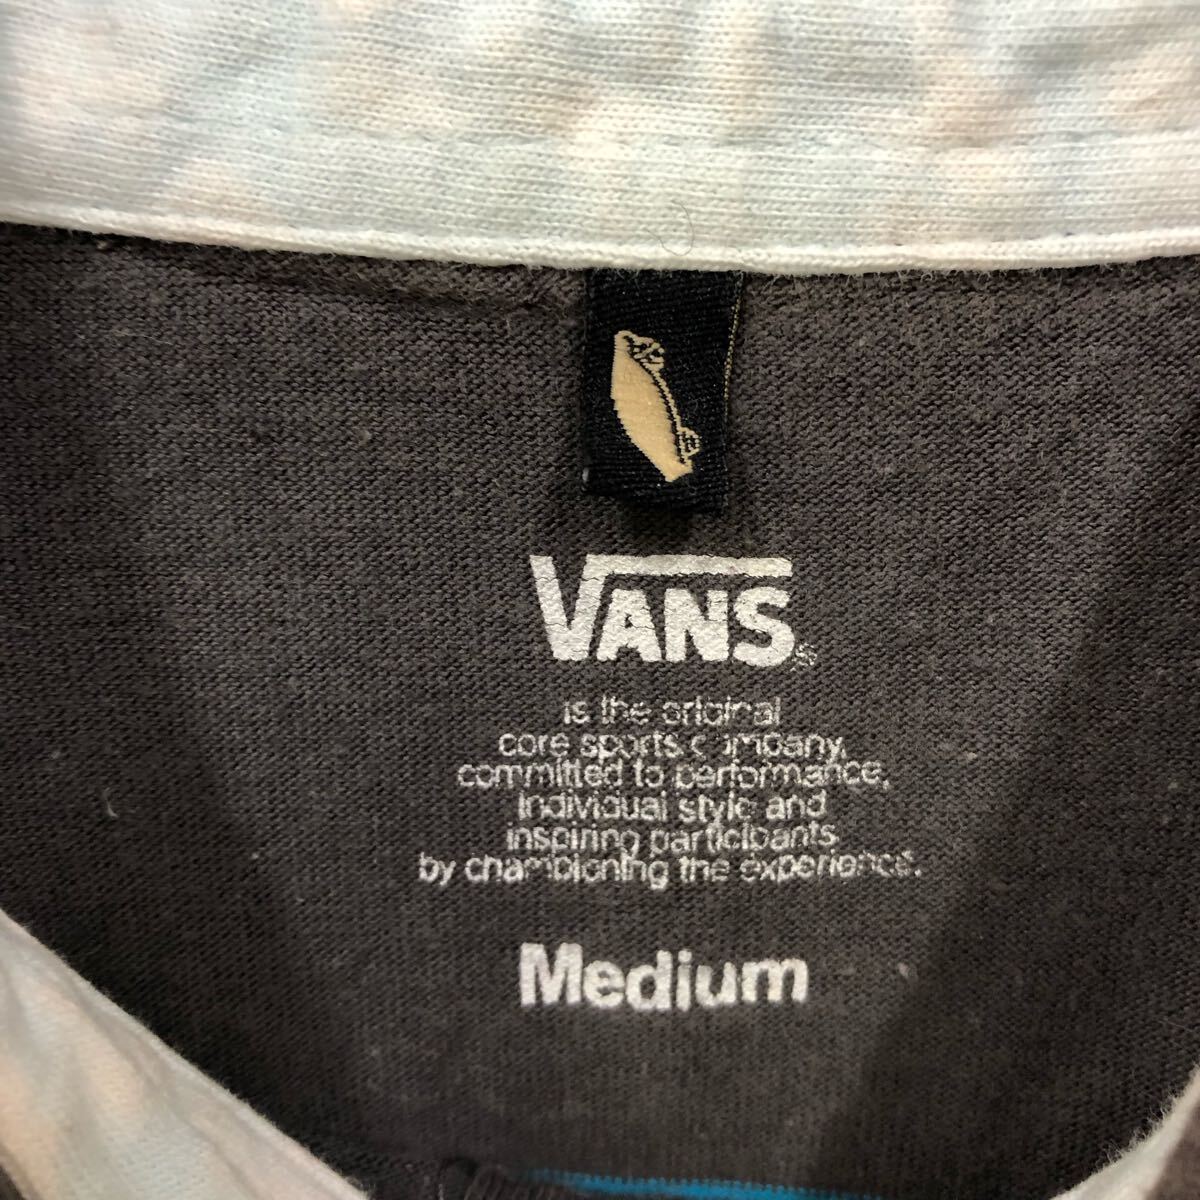 VANS
is the original
core sports company,
committed to performance,
individual style and
inspiring participants
by championing the experience.
Medium